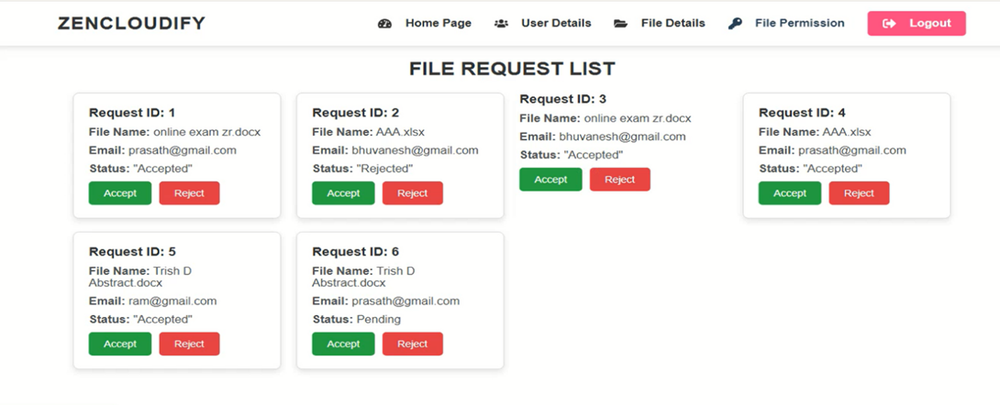 ZENCLOUDIFY
Home Page
User Details
File Details
File Permission
Logout
FILE REQUEST LIST
Request ID: 1
File Name: online exam zr.docx
Email: prasath@gmail.com
Status: "Accepted"
Accept Reject
Request ID: 2
File Name: AAA.xlsx
Email: bhuvanesh@gmail.com
Status: "Rejected"
Accept Reject
Request ID: 3
File Name: online exam zr.docx
Email: bhuvanesh@gmail.com
Status: "Accepted"
Accept Reject
Request ID: 4
File Name: AAA.xlsx
Email: prasath@gmail.com
Status: "Accepted"
Accept Reject
Request ID: 5
File Name: Trish D
Abstract.docx
Email: ram@gmail.com
Status: "Accepted"
Accept Reject
Request ID: 6
File Name: Trish D
Abstract.docx
Email: prasath@gmail.com
Status: Pending
Accept Reject